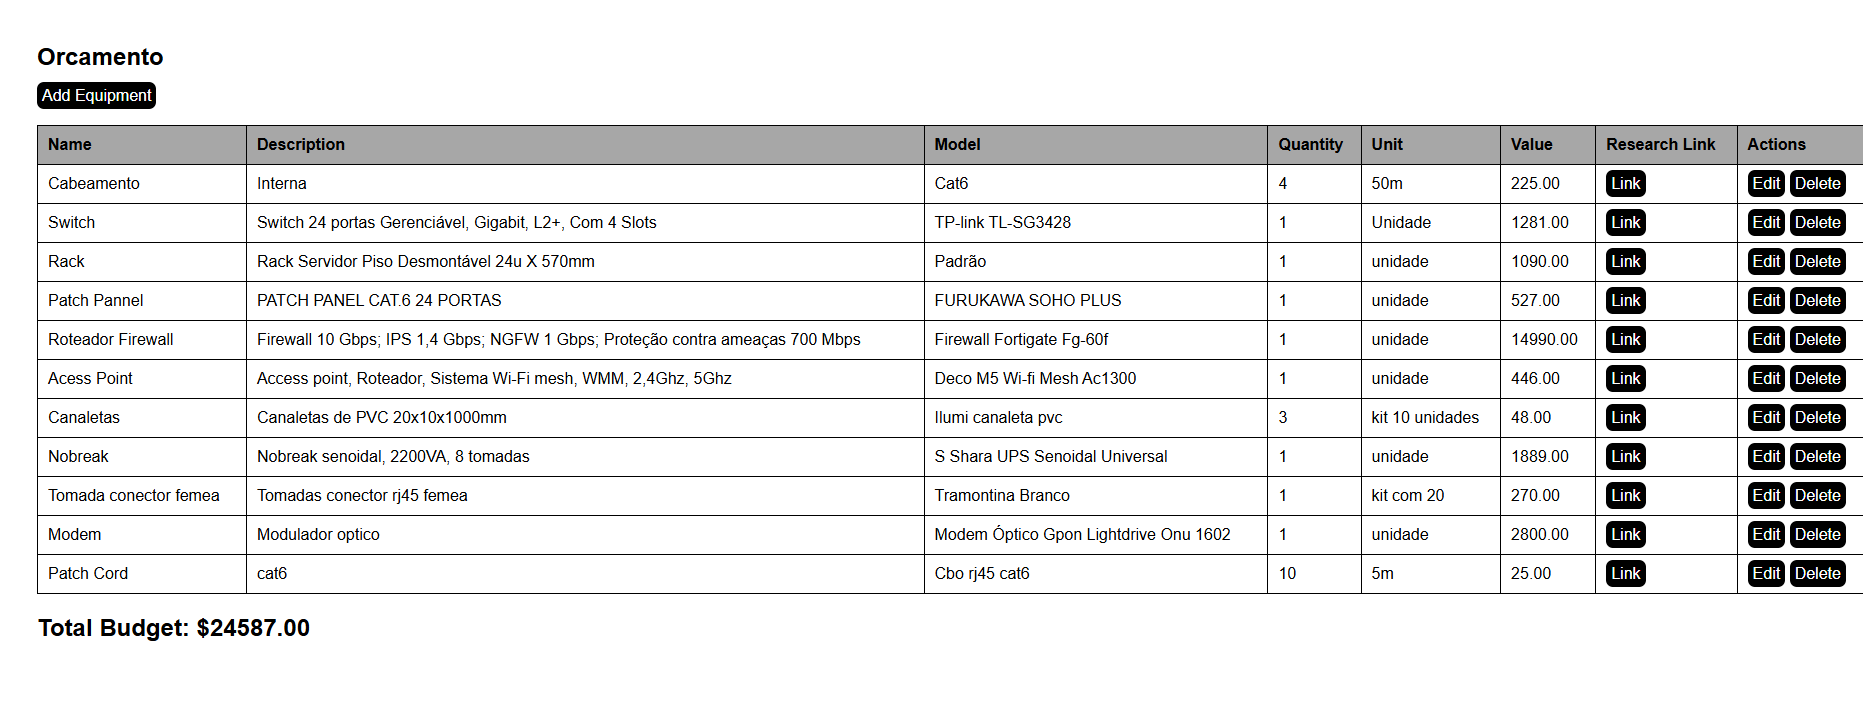 Orcamento
Add Equipment
Name Description Model Quantity Unit Value Research Link Actions
Cabeamento Interna Cat6 4 50m 225.00 Link Edit Delete
Switch Switch 24 portas Gerenciável, Gigabit, L2+, Com 4 Slots TP-link TL-SG3428 1 Unidade 1281.00 Link Edit Delete
Rack Rack Servidor Piso Desmontável 24u X 570mm Padrão 1 unidade 1090.00 Link Edit Delete
Patch Pannel PATCH PANEL CAT.6 24 PORTAS FURUKAWA SOHO PLUS 1 unidade 527.00 Link Edit Delete
Roteador Firewall Firewall 10 Gbps; IPS 1,4 Gbps; NGFW 1 Gbps; Proteção contra ameaças 700 Mbps Firewall Fortigate Fg-60f 1 unidade 14990.00 Link Edit Delete
Acess Point Access point, Roteador, Sistema Wi-Fi mesh, WMM, 2,4Ghz, 5Ghz Deco M5 Wi-fi Mesh Ac1300 1 unidade 446.00 Link Edit Delete
Canaletas Canaletas de PVC 20x10x1000mm Ilumi canaleta pvc 3 kit 10 unidades 48.00 Link Edit Delete
Nobreak Nobreak senoidal, 2200VA, 8 tomadas S Shara UPS Senoidal Universal 1 unidade 1889.00 Link Edit Delete
Tomada conector femea Tomadas conector rj45 femea Tramontina Branco 1 kit com 20 270.00 Link Edit Delete
Modem Modulador optico Modem Óptico Gpon Lightdrive Onu 1602 1 unidade 2800.00 Link Edit Delete
Patch Cord cat6 Cbo rj45 cat6 10 5m 25.00 Link Edit Delete
Total Budget: $24587.00